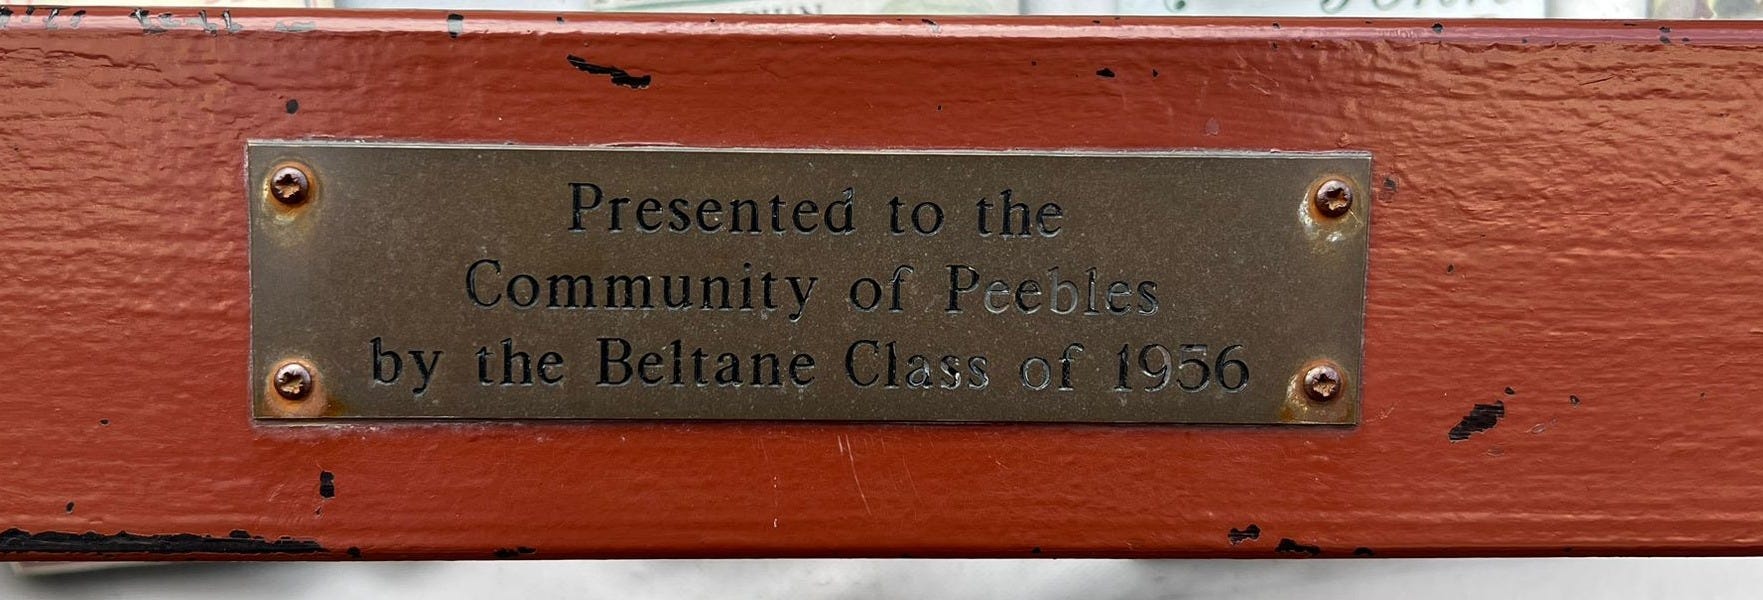 Presented to the
Community of Peebles
by the Beltane Class of 1956